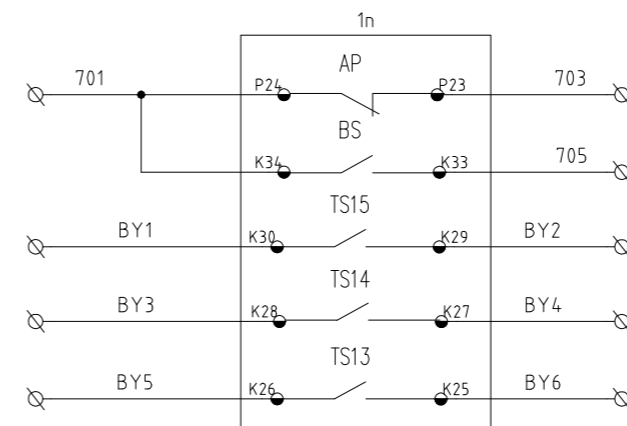 1n
AP
701 P24 P23 703
BS
K34 K33 705
TS15
BY1 K30 K29 BY2
TS14
BY3 K28 K27 BY4
TS13
BY5 K26 K25 BY6